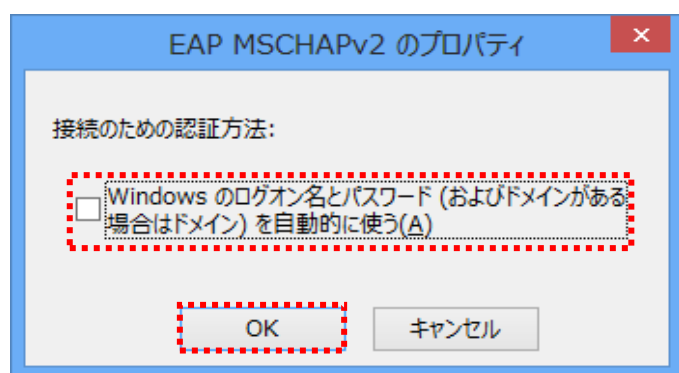 EAP MSCHAPv2 のプロパティ
接続のための認証方法:
Windows のログオン名とパスワード (およびドメインがある
場合はドメイン) を自動的に使う(A)
OK キャンセル